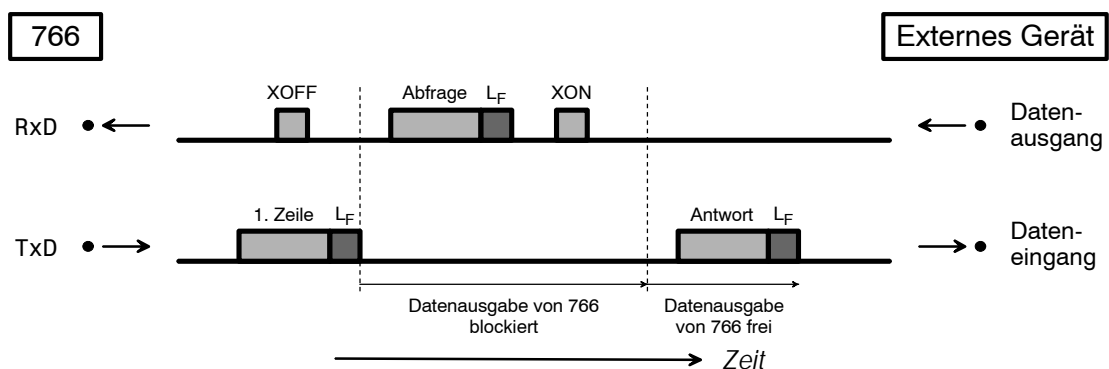 766
Externes Gerät
XOFF
Abfrage
LF
XON
RxD
Daten-
ausgang
1. Zeile
LF
Antwort
LF
TxD
Daten-
eingang
Datenausgabe von 766
blockiert
Datenausgabe
von 766 frei
Zeit